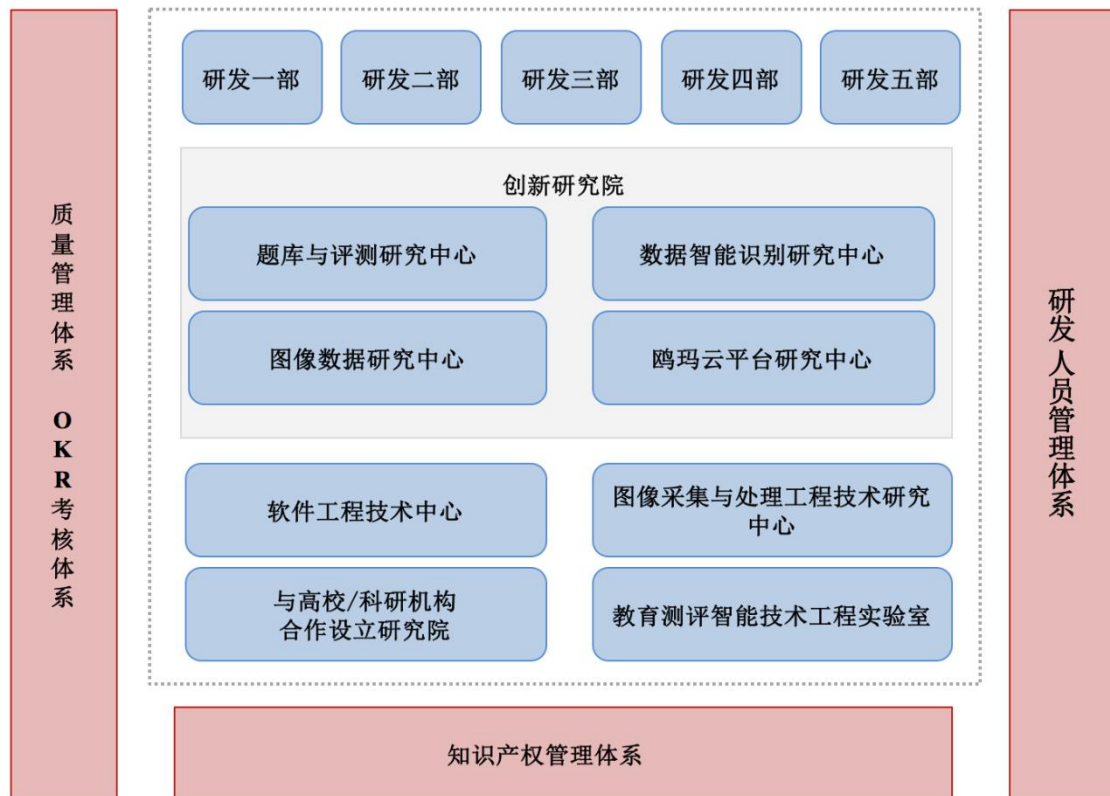 研发一部
研发二部
研发三部
研发四部
研发五部
创新研究院
题库与评测研究中心
数据智能识别研究中心
图像数据研究中心
鸥玛云平台研究中心
软件工程技术中心
图像采集与处理工程技术研究
中心
与高校/科研机构
合作设立研究院
教育测评智能技术工程实验室
质量管理体系 OKR考核体系
研发人员管理体系
知识产权管理体系